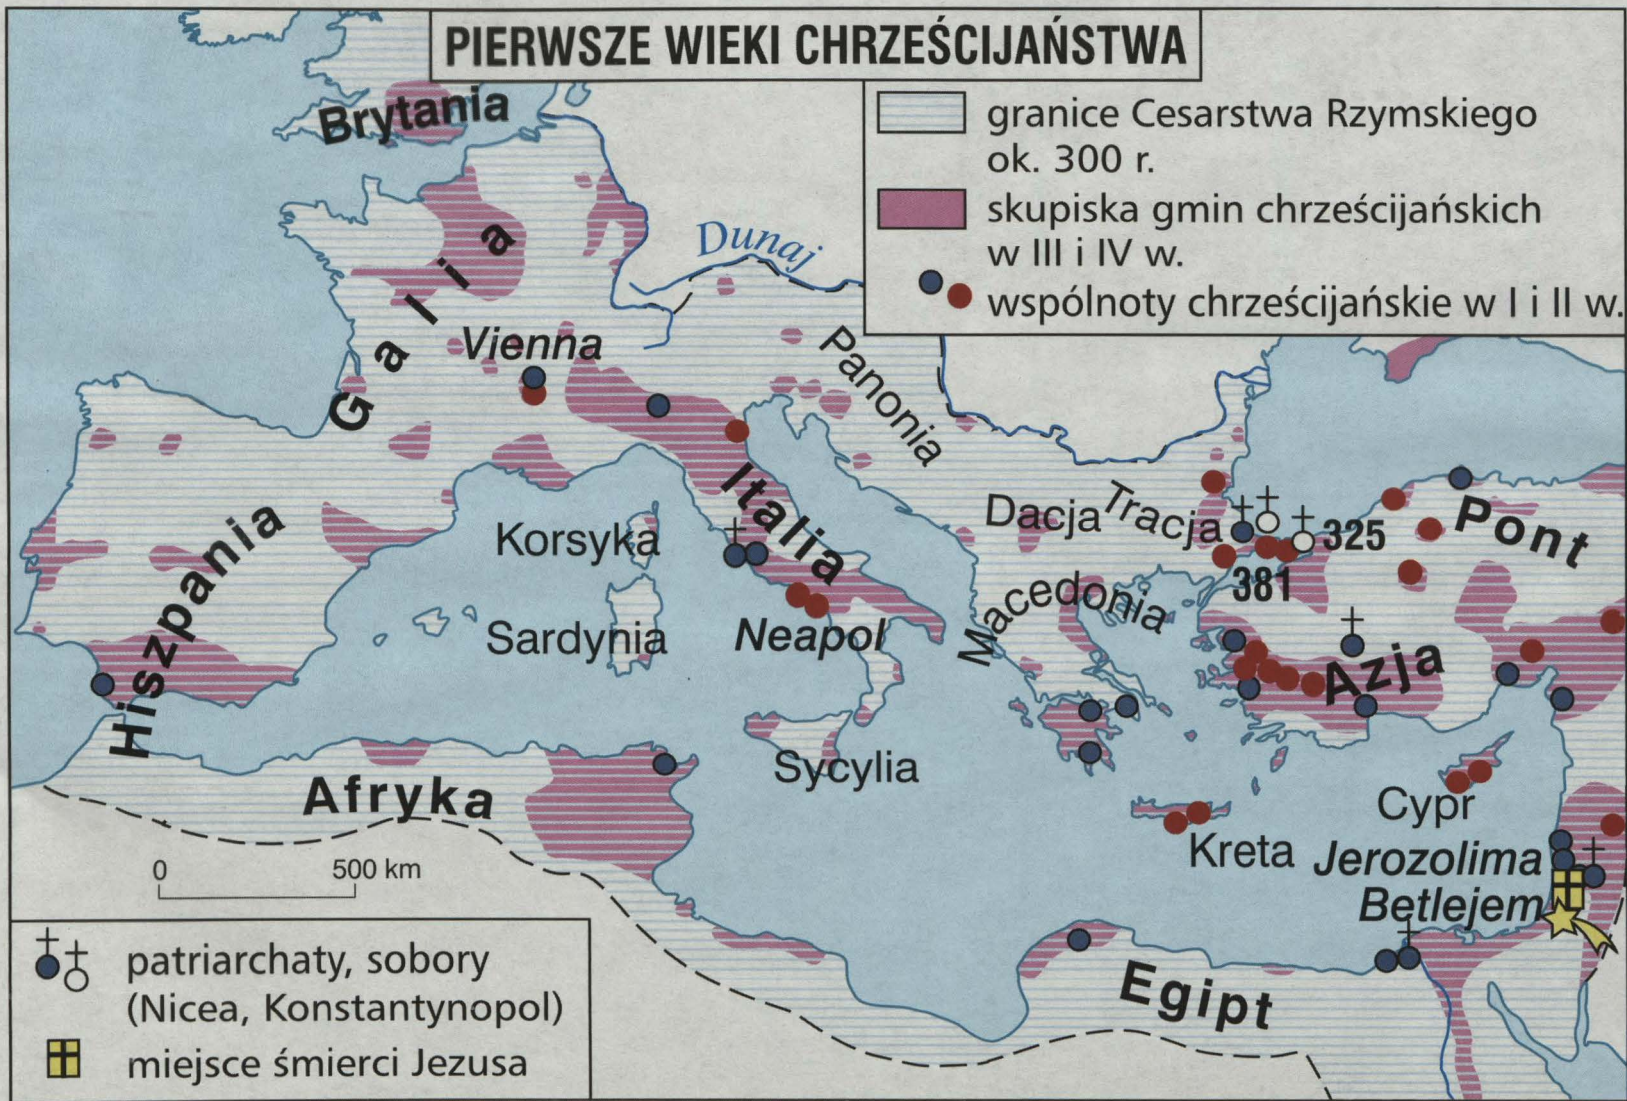 PIERWSZE WIEKI CHRZEŚCIJAŃSTWA
granice Cesarstwa Rzymskiego
ok. 300 r.
skupiska gmin chrześcijańskich
w III i IV w.
wspólnoty chrześcijańskie w I i II w.
Brytania
Dunaj
Galia
Vienna
Panonia
Hiszpania
Korsyka
Italia
Dacja
Tracja
325
Pont
381
Macedonia
Sardynia
Neapol
Azja
Sycylia
Afryka
Cypr
Kreta
Jerozolima
Betlejem
0
500 km
Egipt
patriarchaty, sobory
(Nicea, Konstantynopol)
miejsce śmierci Jezusa